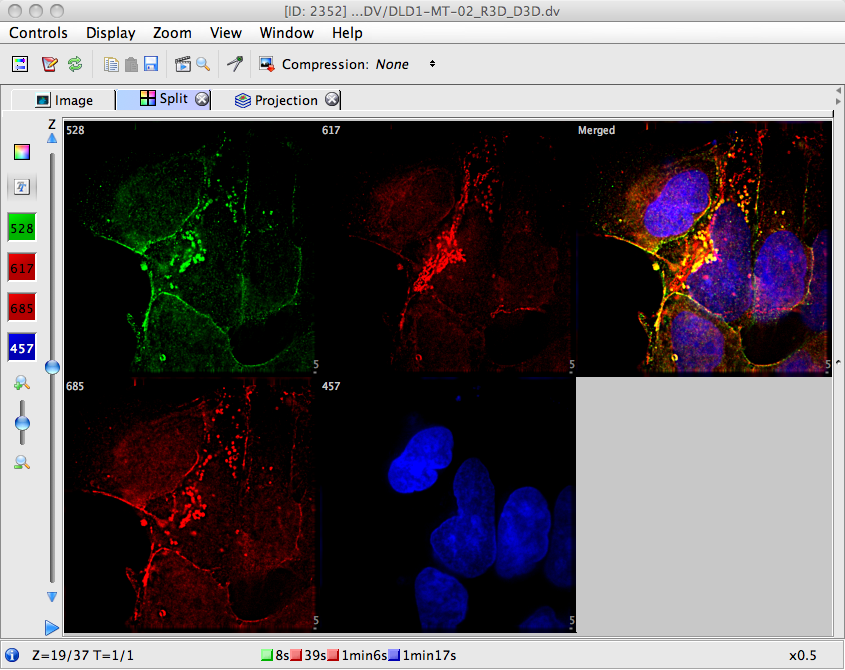 [ID: 2352] ...DV/DLD1-MT-02_R3D_D3D.dv
Controls Display Zoom View Window Help
Compression: None
Image Split Projection
Z
528 617 Merged
528
617
685
457
5 5 5
685 457
5 5
Z=19/37 T=1/1 8s 39s 1min6s 1min17s x0.5